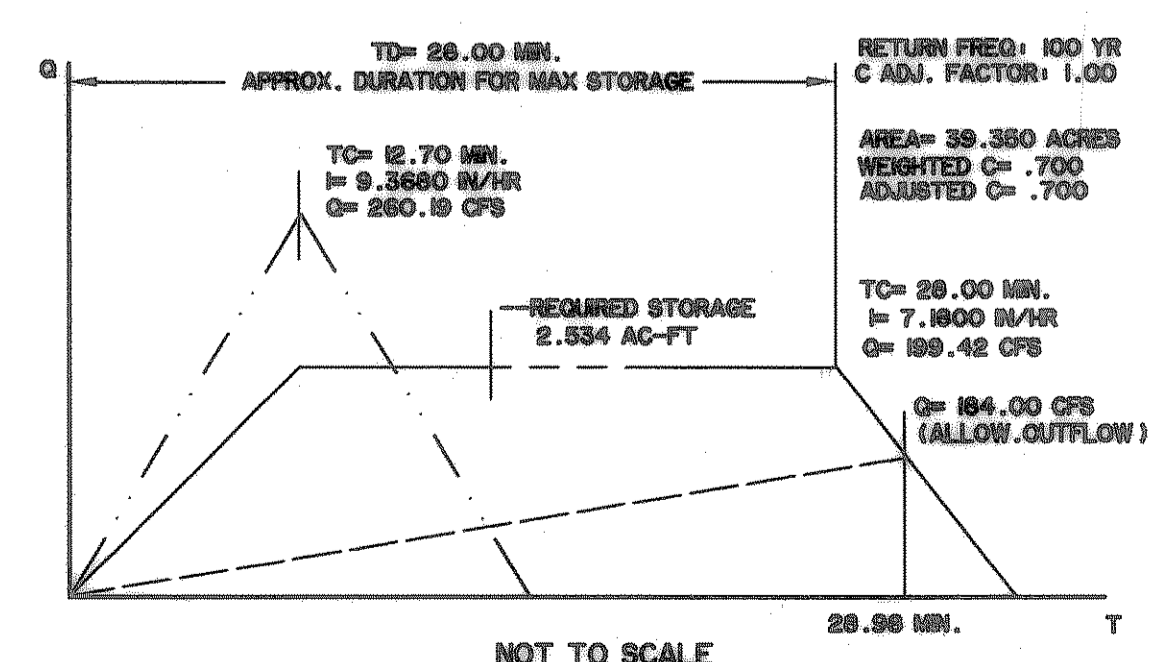 Q
TD= 28.00 MIN.
APPROX. DURATION FOR MAX STORAGE
RETURN FREQ: 100 YR
C ADJ. FACTOR: 1.00
AREA= 39.350 ACRES
WEIGHTED C= .700
ADJUSTED C= .700
TC= 12.70 MIN.
I= 9.3680 IN/HR
Q= 260.19 CFS
REQUIRED STORAGE
2.534 AC-FT
TC= 28.00 MIN.
I= 7.1800 IN/HR
Q= 199.42 CFS
Q= 184.00 CFS
(ALLOW.OUTFLOW)
28.98 MIN.
T
NOT TO SCALE